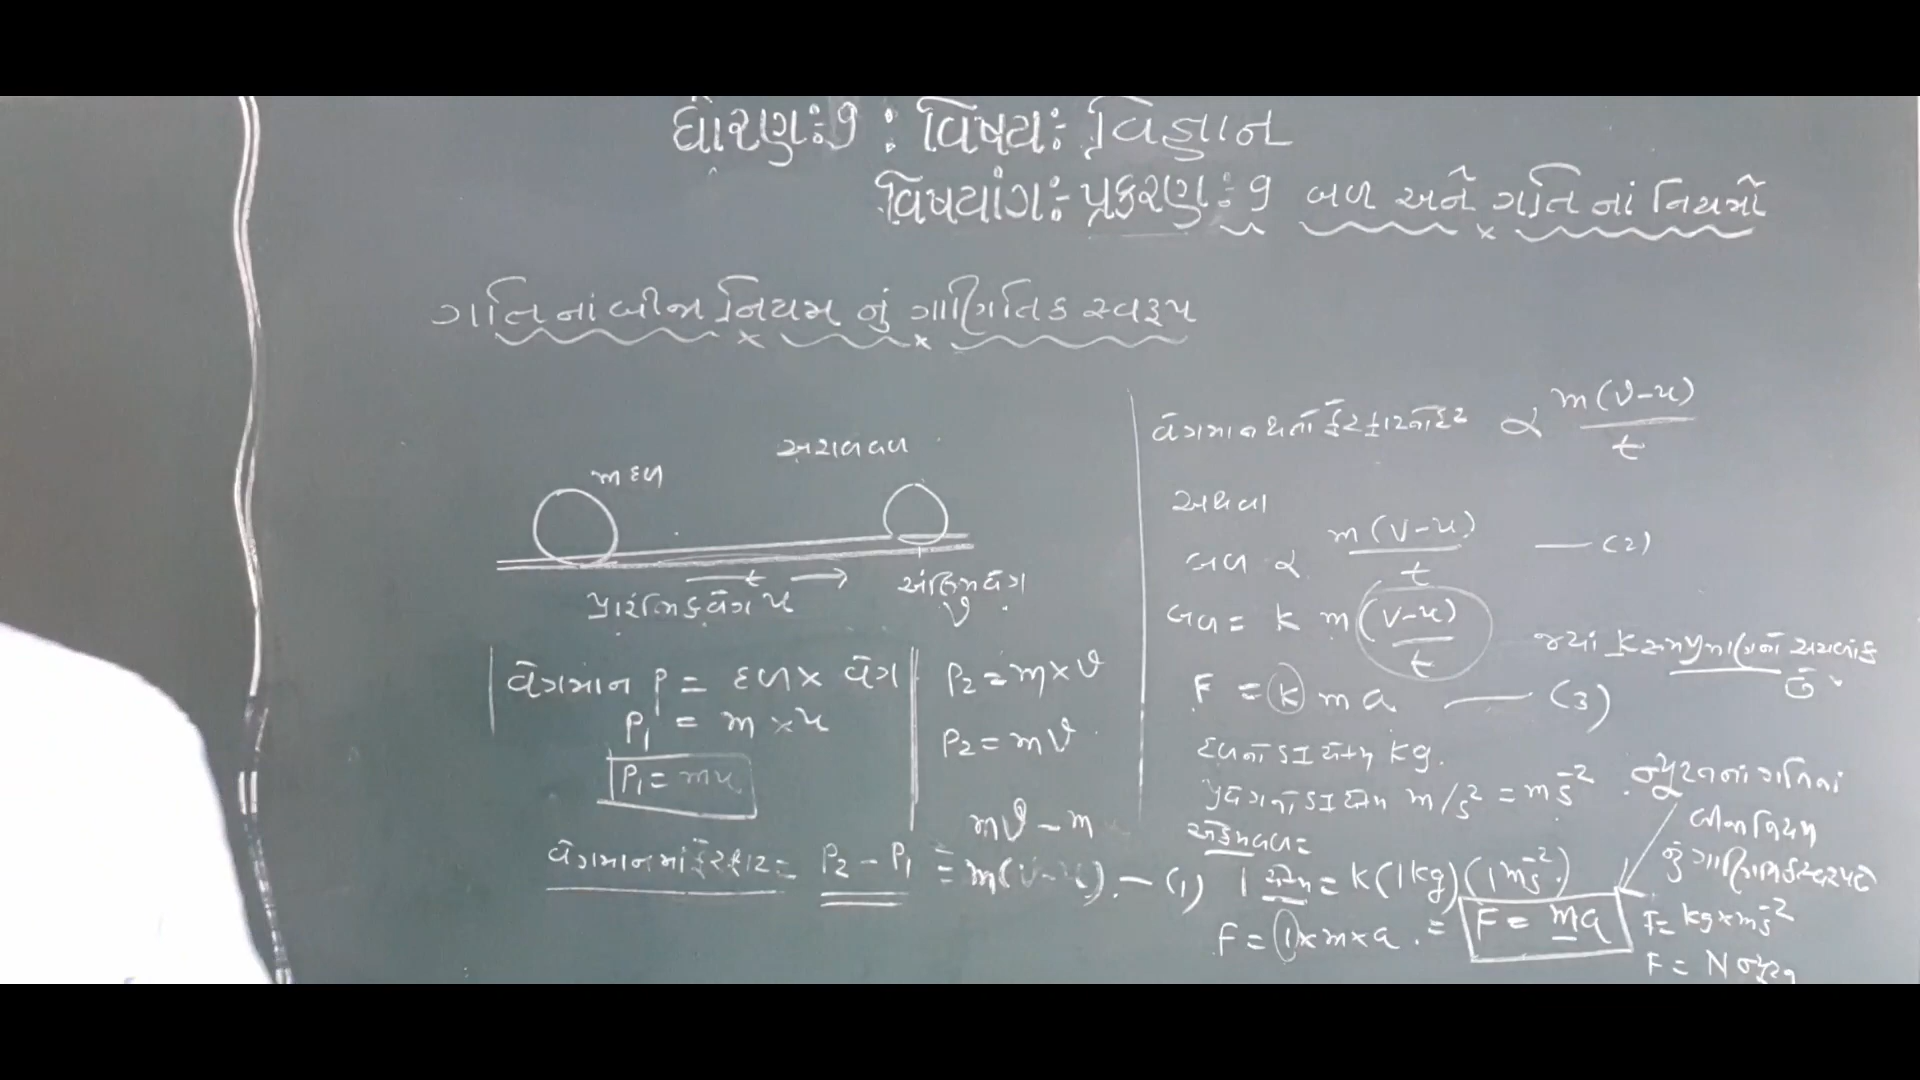 ધોરણ: 9 : વિષય: વિજ્ઞાન
વિષયાંગ: પ્રકરણ: 9 બળ અને ગતિ નાં નિયમો
ગતિ નાં બીજા નિયમ નું ગાણિતિક સ્વરૂપ
m દળ
t
પ્રારંભિક વેગ u
અંતિમ વેગ
v
વેગમાન P = દળ × વેગ
P₁ = m × u
P₁ = mu
P₂ = m × v
P₂ = mv
mv - m
વેગમાનમાં ફેરફાર = P₂ - P₁ = m(v-u). — (1)
વેગમાન થતાં ફેરફારનો દર ∝ m(v-u)/t
અથવા
બળ ∝ m(v-u)/t — (2)
બળ = k m (v-u)/t
જ્યાં k સમપ્રમાણતાનો અચળાંક છે
F = k m a — (3)
દળનો SI એકમ kg.
પ્રવેગનો SI એકમ m/s² = ms⁻²
એકમ બળ =
1 એકમ = k(1kg)(1ms⁻²)
F = 1×m×a. = F = ma
ન્યુટનનાં ગતિનાં
બીજા નિયમ
નું ગાણિતિક સ્વરૂપ છે
F = kg×ms⁻²
F = N ન્યુટન